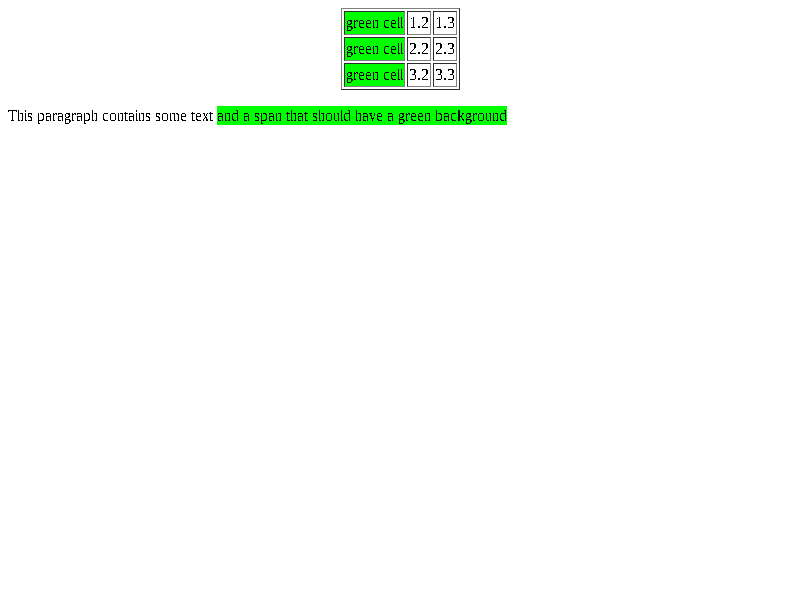 green cell 1.2 1.3
green cell 2.2 2.3
green cell 3.2 3.3
This paragraph contains some text and a span that should have a green background